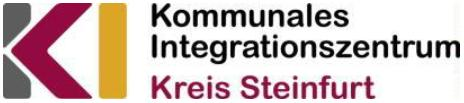 Kommunales
Integrationszentrum
Kreis Steinfurt